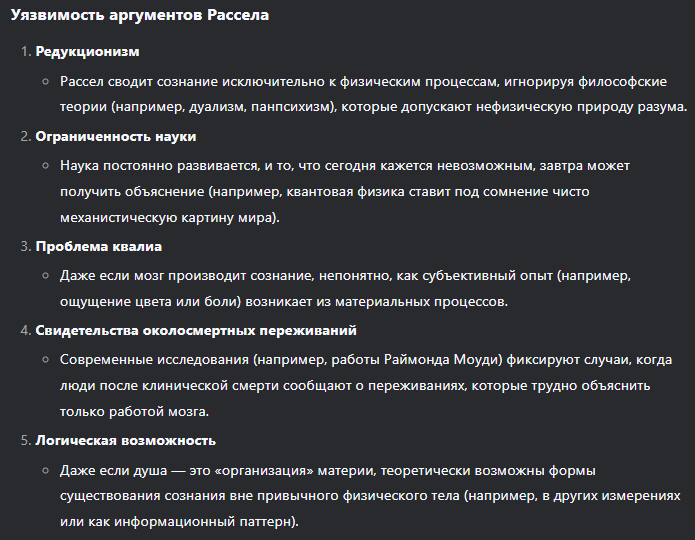 Уязвимость аргументов Рассела
1. Редукционизм
Рассел сводит сознание исключительно к физическим процессам, игнорируя философские
теории (например, дуализм, панпсихизм), которые допускают нефизическую природу разума.
2. Ограниченность науки
Наука постоянно развивается, и то, что сегодня кажется невозможным, завтра может
получить объяснение (например, квантовая физика ставит под сомнение чисто
механистическую картину мира).
3. Проблема квалиа
Даже если мозг производит сознание, непонятно, как субъективный опыт (например,
ощущение цвета или боли) возникает из материальных процессов.
4. Свидетельства околосмертных переживаний
Современные исследования (например, работы Раймонда Моуди) фиксируют случаи, когда
люди после клинической смерти сообщают о переживаниях, которые трудно объяснить
только работой мозга.
5. Логическая возможность
Даже если душа — это «организация» материи, теоретически возможны формы
существования сознания вне привычного физического тела (например, в других измерениях
или как информационный паттерн).